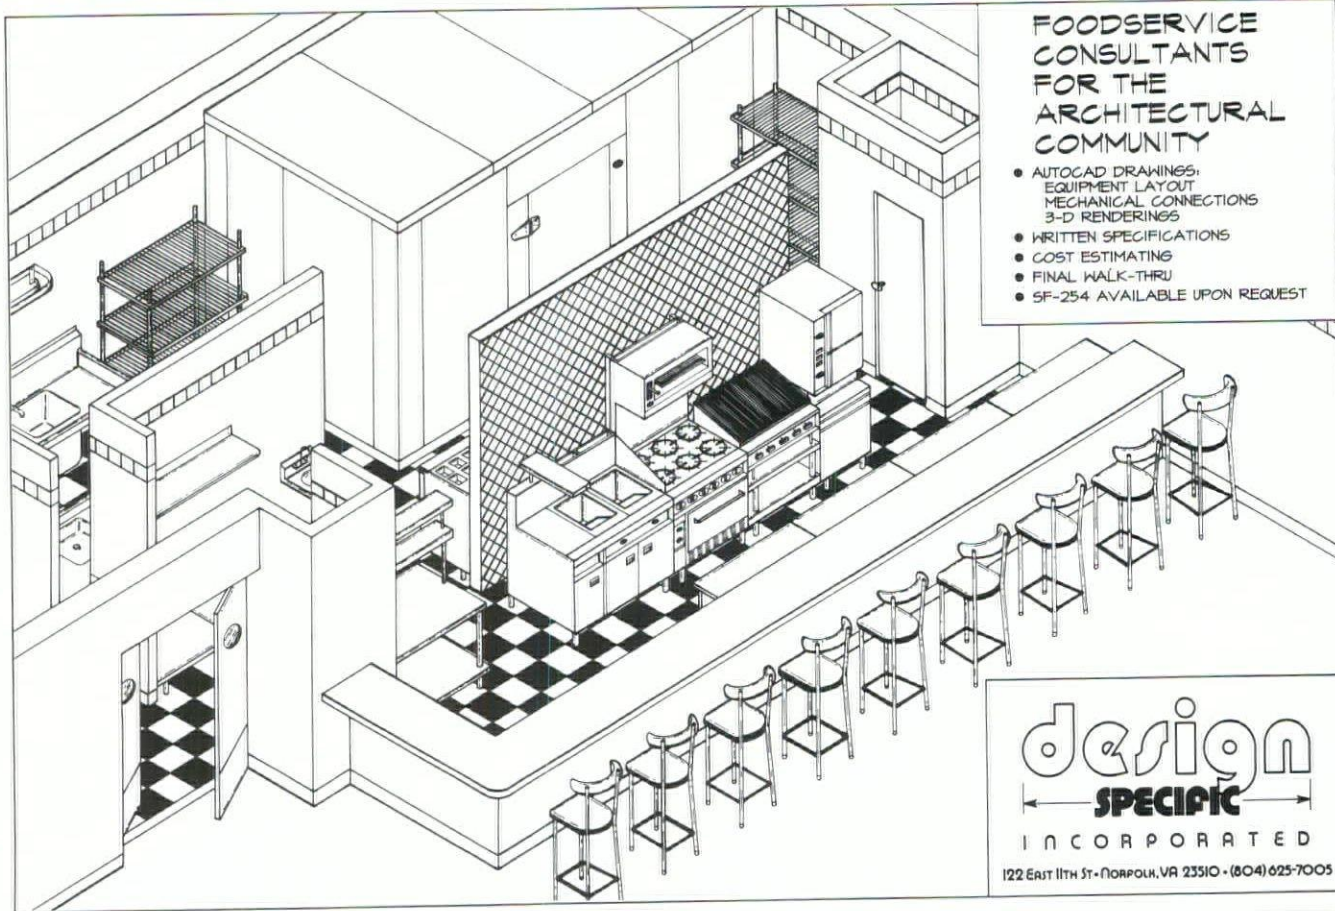 FOODSERVICE
CONSULTANTS
FOR THE
ARCHITECTURAL
COMMUNITY
• AUTOCAD DRAWINGS:
EQUIPMENT LAYOUT
MECHANICAL CONNECTIONS
3-D RENDERINGS
• WRITTEN SPECIFICATIONS
• COST ESTIMATING
• FINAL WALK-THRU
• SF-254 AVAILABLE UPON REQUEST
design
SPECIFIC
INCORPORATED
122 EAST 11TH ST • NORFOLK, VA 23510 • (804) 625-7005